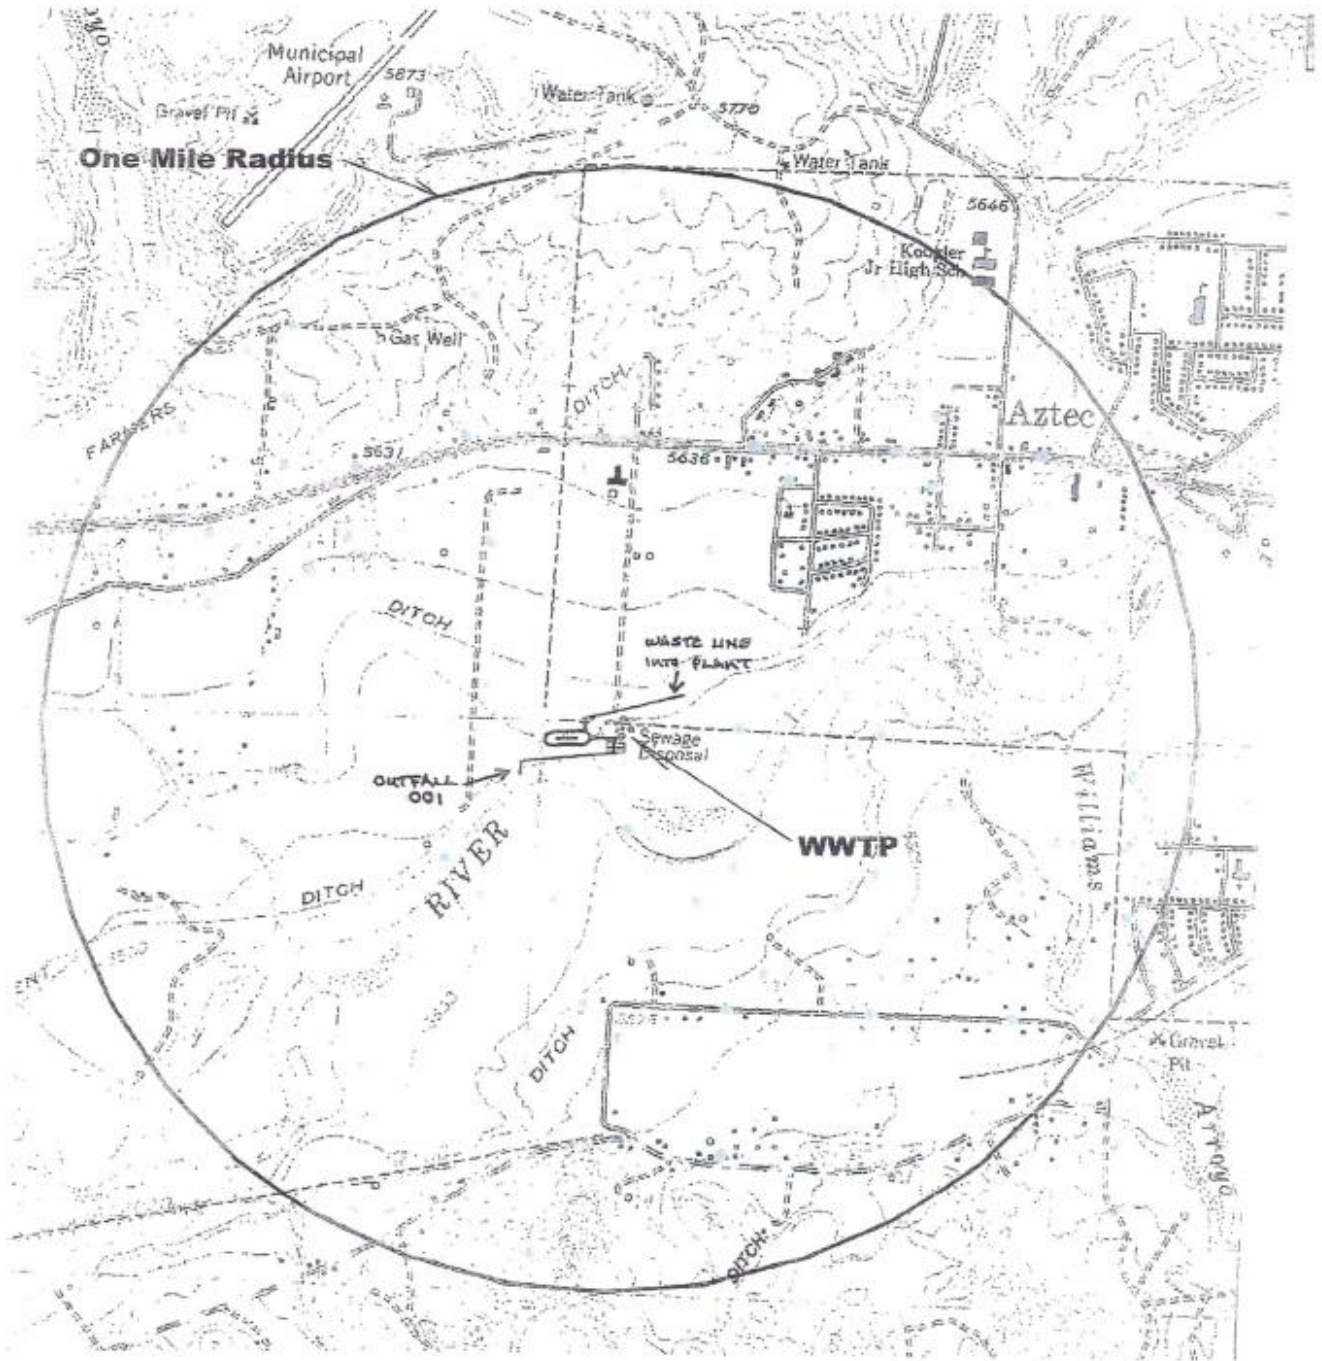 Municipal
Airport
5873
Gravel Pit
Water Tank
5770
One Mile Radius
Water Tank
5646
Koogler
Jr High Sch
Gas Well
DITCH
FARMERS
Aztec
5631
5636
DITCH
WASTE LINE
INTO PLANT
Sewage
Disposal
OUTFALL
001
Williams
WWTP
RIVER
DITCH
DITCH
Gravel
Pit
Arroyo
DITCH